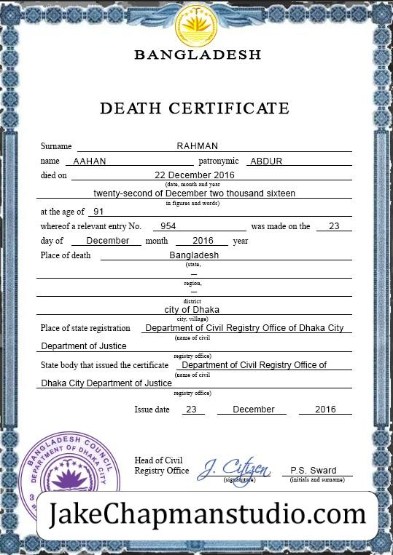 BANGLADESH
DEATH CERTIFICATE
Surname RAHMAN
name AAHAN patronymic ABDUR
died on 22 December 2016
(date, month and year
twenty-second of December two thousand sixteen
in figures and words)
at the age of 91
whereof a relevant entry No. 954 was made on the 23
day of December month 2016 year
Place of death Bangladesh
(state,
—
region,
—
district
city of Dhaka
city, village)
Place of state registration Department of Civil Registry Office of Dhaka City
(name of civil
Department of Justice
registry office)
State body that issued the certificate Department of Civil Registry Office of
(name of civil
Dhaka City Department of Justice
registry office)
Issue date 23 December 2016
BANGLADESH COUNCIL
DEPARTMENT OF DHAKA CITY
Head of Civil
Registry Office J. Citizen P.S. Sward
(signature) (initials and surname)
JakeChapmanstudio.com